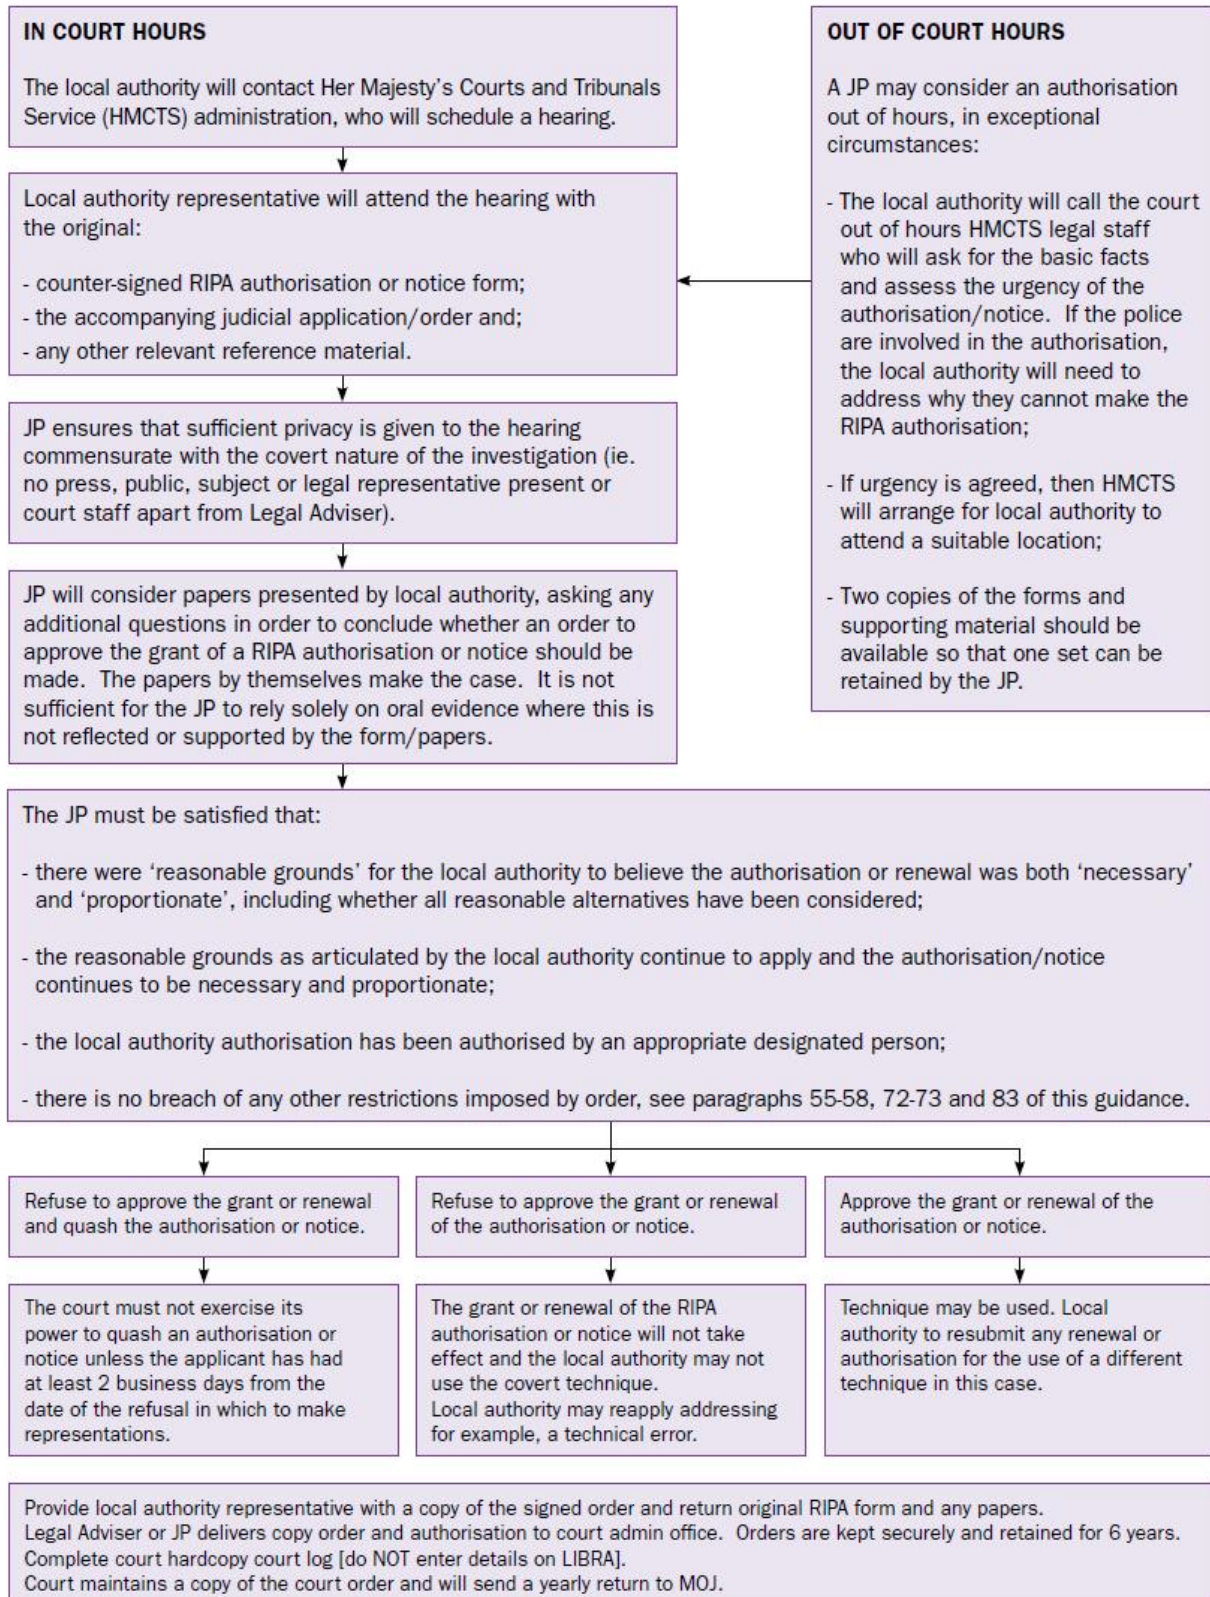 IN COURT HOURS
The local authority will contact Her Majesty's Courts and Tribunals
Service (HMCTS) administration, who will schedule a hearing.
Local authority representative will attend the hearing with
the original:
- counter-signed RIPA authorisation or notice form;
- the accompanying judicial application/order and;
- any other relevant reference material.
JP ensures that sufficient privacy is given to the hearing
commensurate with the covert nature of the investigation (ie.
no press, public, subject or legal representative present or
court staff apart from Legal Adviser).
JP will consider papers presented by local authority, asking any
additional questions in order to conclude whether an order to
approve the grant of a RIPA authorisation or notice should be
made. The papers by themselves make the case. It is not
sufficient for the JP to rely solely on oral evidence where this is
not reflected or supported by the form/papers.
OUT OF COURT HOURS
A JP may consider an authorisation
out of hours, in exceptional
circumstances:
- The local authority will call the court
out of hours HMCTS legal staff
who will ask for the basic facts
and assess the urgency of the
authorisation/notice. If the police
are involved in the authorisation,
the local authority will need to
address why they cannot make the
RIPA authorisation;
- If urgency is agreed, then HMCTS
will arrange for local authority to
attend a suitable location;
- Two copies of the forms and
supporting material should be
available so that one set can be
retained by the JP.
The JP must be satisfied that:
- there were 'reasonable grounds' for the local authority to believe the authorisation or renewal was both 'necessary'
and 'proportionate', including whether all reasonable alternatives have been considered;
- the reasonable grounds as articulated by the local authority continue to apply and the authorisation/notice
continues to be necessary and proportionate;
- the local authority authorisation has been authorised by an appropriate designated person;
- there is no breach of any other restrictions imposed by order, see paragraphs 55-58, 72-73 and 83 of this guidance.
Refuse to approve the grant or renewal
and quash the authorisation or notice.
The court must not exercise its
power to quash an authorisation or
notice unless the applicant has had
at least 2 business days from the
date of the refusal in which to make
representations.
Refuse to approve the grant or renewal
of the authorisation or notice.
The grant or renewal of the RIPA
authorisation or notice will not take
effect and the local authority may not
use the covert technique.
Local authority may reapply addressing
for example, a technical error.
Approve the grant or renewal of the
authorisation or notice.
Technique may be used. Local
authority to resubmit any renewal or
authorisation for the use of a different
technique in this case.
Provide local authority representative with a copy of the signed order and return original RIPA form and any papers.
Legal Adviser or JP delivers copy order and authorisation to court admin office. Orders are kept securely and retained for 6 years.
Complete court hardcopy court log [do NOT enter details on LIBRA].
Court maintains a copy of the court order and will send a yearly return to MOJ.